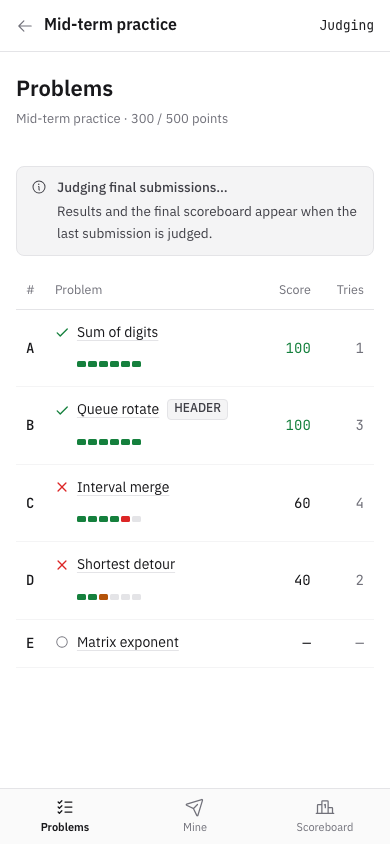 Mid-term practice Judging
Problems
Mid-term practice · 300 / 500 points
Judging final submissions...
Results and the final scoreboard appear when the
last submission is judged.
# Problem Score Tries
A Sum of digits 100 1
B Queue rotate HEADER 100 3
C Interval merge 60 4
D Shortest detour 40 2
E Matrix exponent — —
Problems Mine Scoreboard